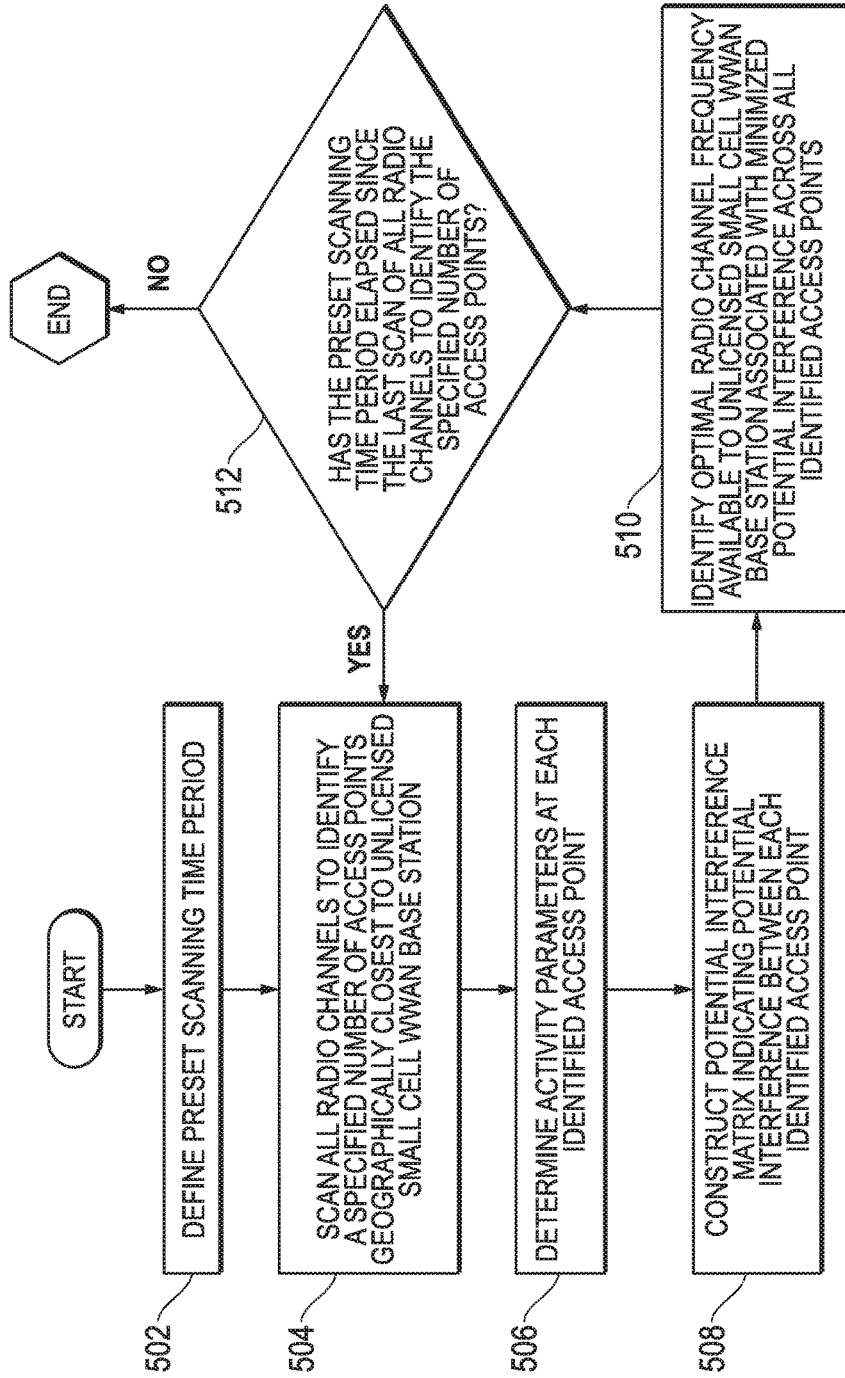 START
502
DEFINE PRESET SCANNING TIME PERIOD
504
SCAN ALL RADIO CHANNELS TO IDENTIFY
A SPECIFIED NUMBER OF ACCESS POINTS
GEOGRAPHICALLY CLOSEST TO UNLICENSED
SMALL CELL WWAN BASE STATION
506
DETERMINE ACTIVITY PARAMETERS AT EACH
IDENTIFIED ACCESS POINT
508
CONSTRUCT POTENTIAL INTERFERENCE
MATRIX INDICATING POTENTIAL
INTERFERENCE BETWEEN EACH
IDENTIFIED ACCESS POINT
510
IDENTIFY OPTIMAL RADIO CHANNEL FREQUENCY
AVAILABLE TO UNLICENSED SMALL CELL WWAN
BASE STATION ASSOCIATED WITH MINIMIZED
POTENTIAL INTERFERENCE ACROSS ALL
IDENTIFIED ACCESS POINTS
512
HAS THE PRESET SCANNING
TIME PERIOD ELAPSED SINCE
THE LAST SCAN OF ALL RADIO
CHANNELS TO IDENTIFY THE
SPECIFIED NUMBER OF
ACCESS POINTS?
YES
NO
END